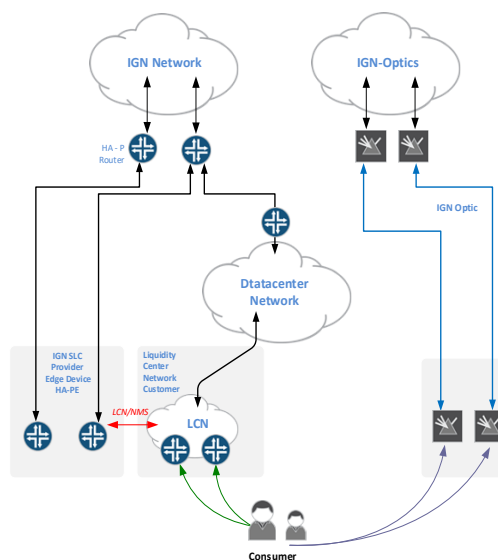 IGN Network
IGN-Optics
HA - P
Router
IGN Optic
Dtatacenter
Network
IGN SLC
Provider
Edge Device
HA-PE
Liquidity
Center
Network
Customer
LCN/NMS
LCN
Consumer